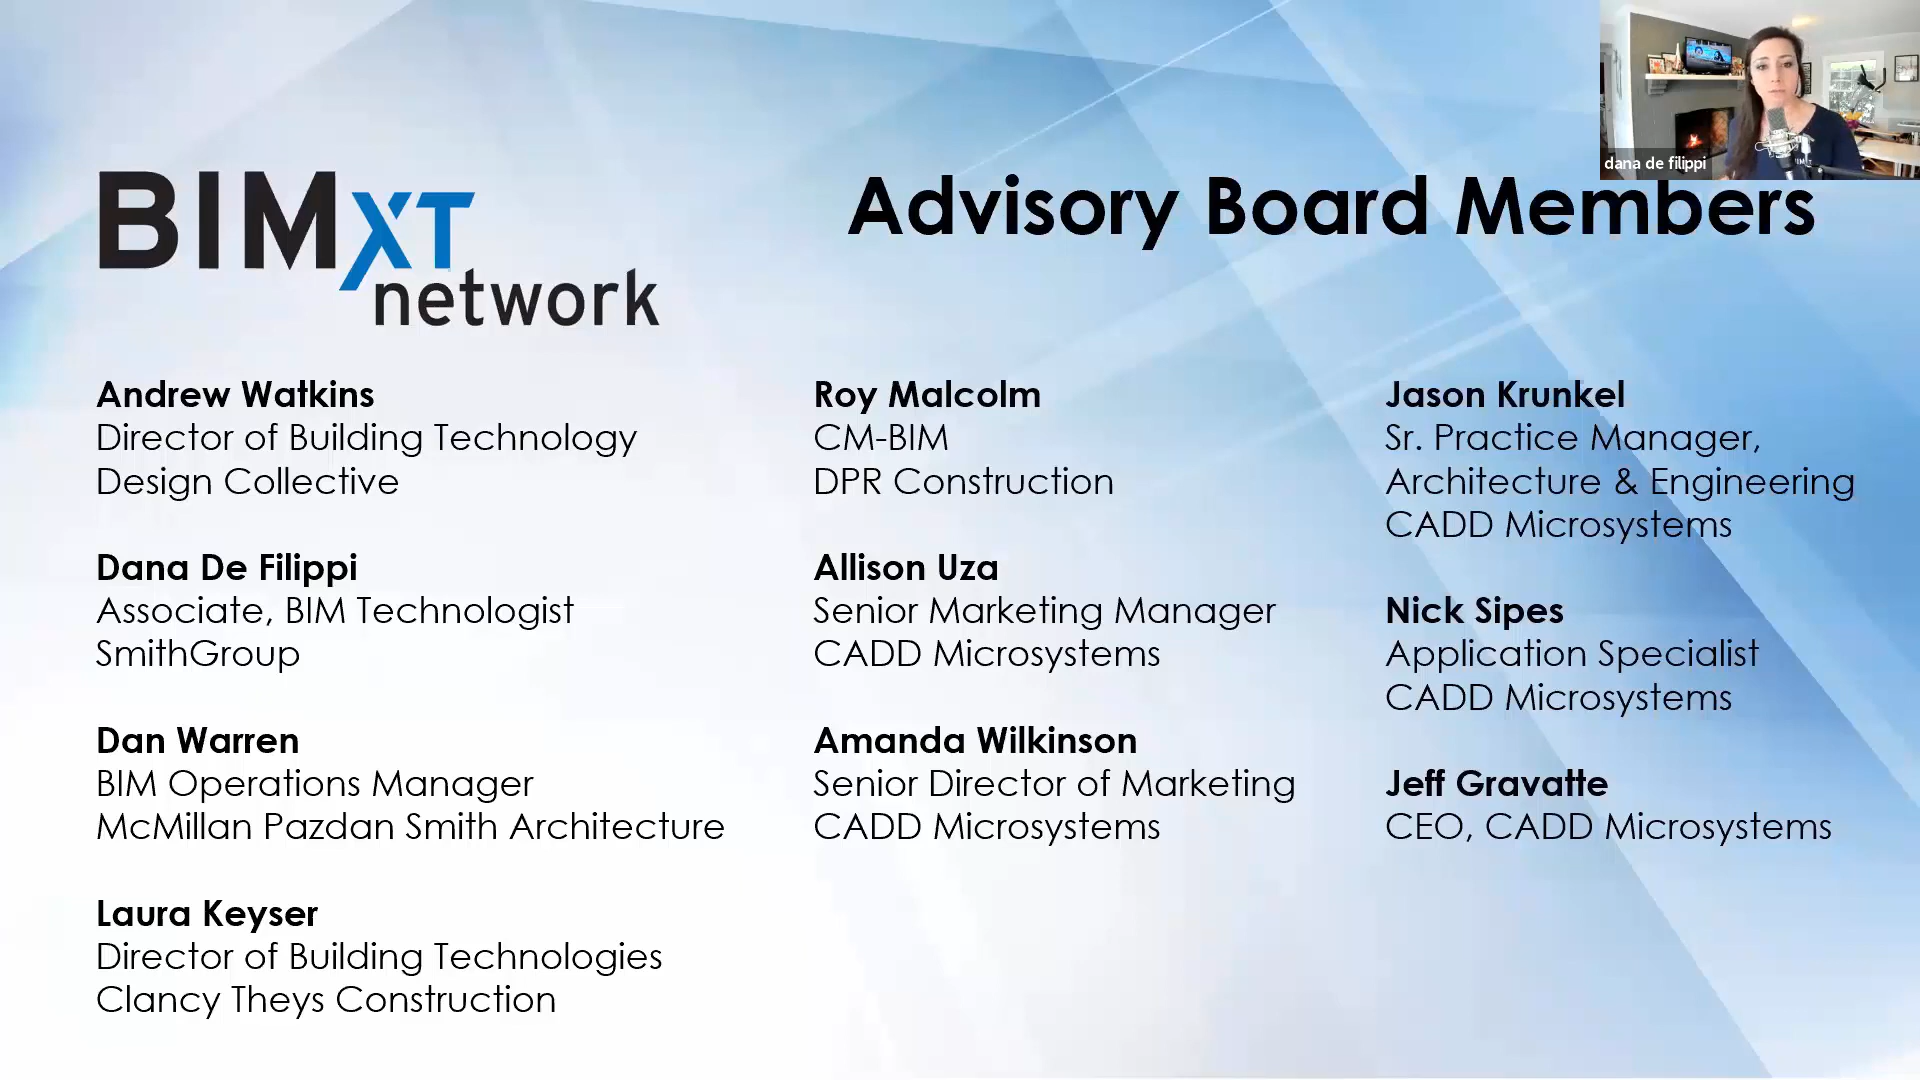 dana de filippi
BIMXT
network
Advisory Board Members
Andrew Watkins
Director of Building Technology
Design Collective
Dana De Filippi
Associate, BIM Technologist
SmithGroup
Dan Warren
BIM Operations Manager
McMillan Pazdan Smith Architecture
Laura Keyser
Director of Building Technologies
Clancy Theys Construction
Roy Malcolm
CM-BIM
DPR Construction
Allison Uza
Senior Marketing Manager
CADD Microsystems
Amanda Wilkinson
Senior Director of Marketing
CADD Microsystems
Jason Krunkel
Sr. Practice Manager,
Architecture & Engineering
CADD Microsystems
Nick Sipes
Application Specialist
CADD Microsystems
Jeff Gravatte
CEO, CADD Microsystems